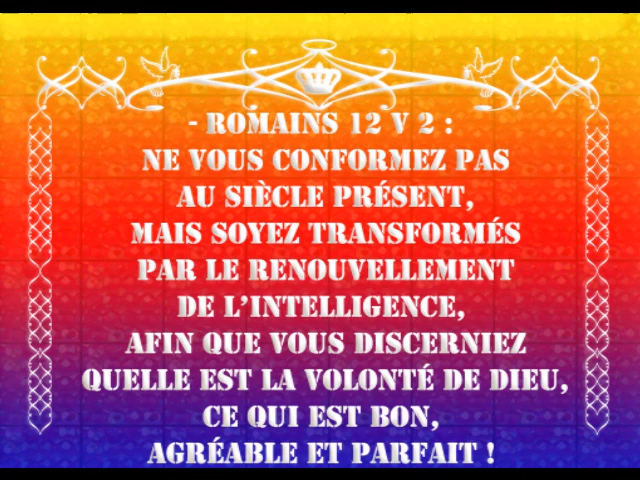 - ROMAINS 12 V 2 :
NE VOUS CONFORMEZ PAS
AU SIÈCLE PRÉSENT,
MAIS SOYEZ TRANSFORMÉS
PAR LE RENOUVELLEMENT
DE L'INTELLIGENCE,
AFIN QUE VOUS DISCERNIEZ
QUELLE EST LA VOLONTÉ DE DIEU,
CE QUI EST BON,
AGRÉABLE ET PARFAIT !